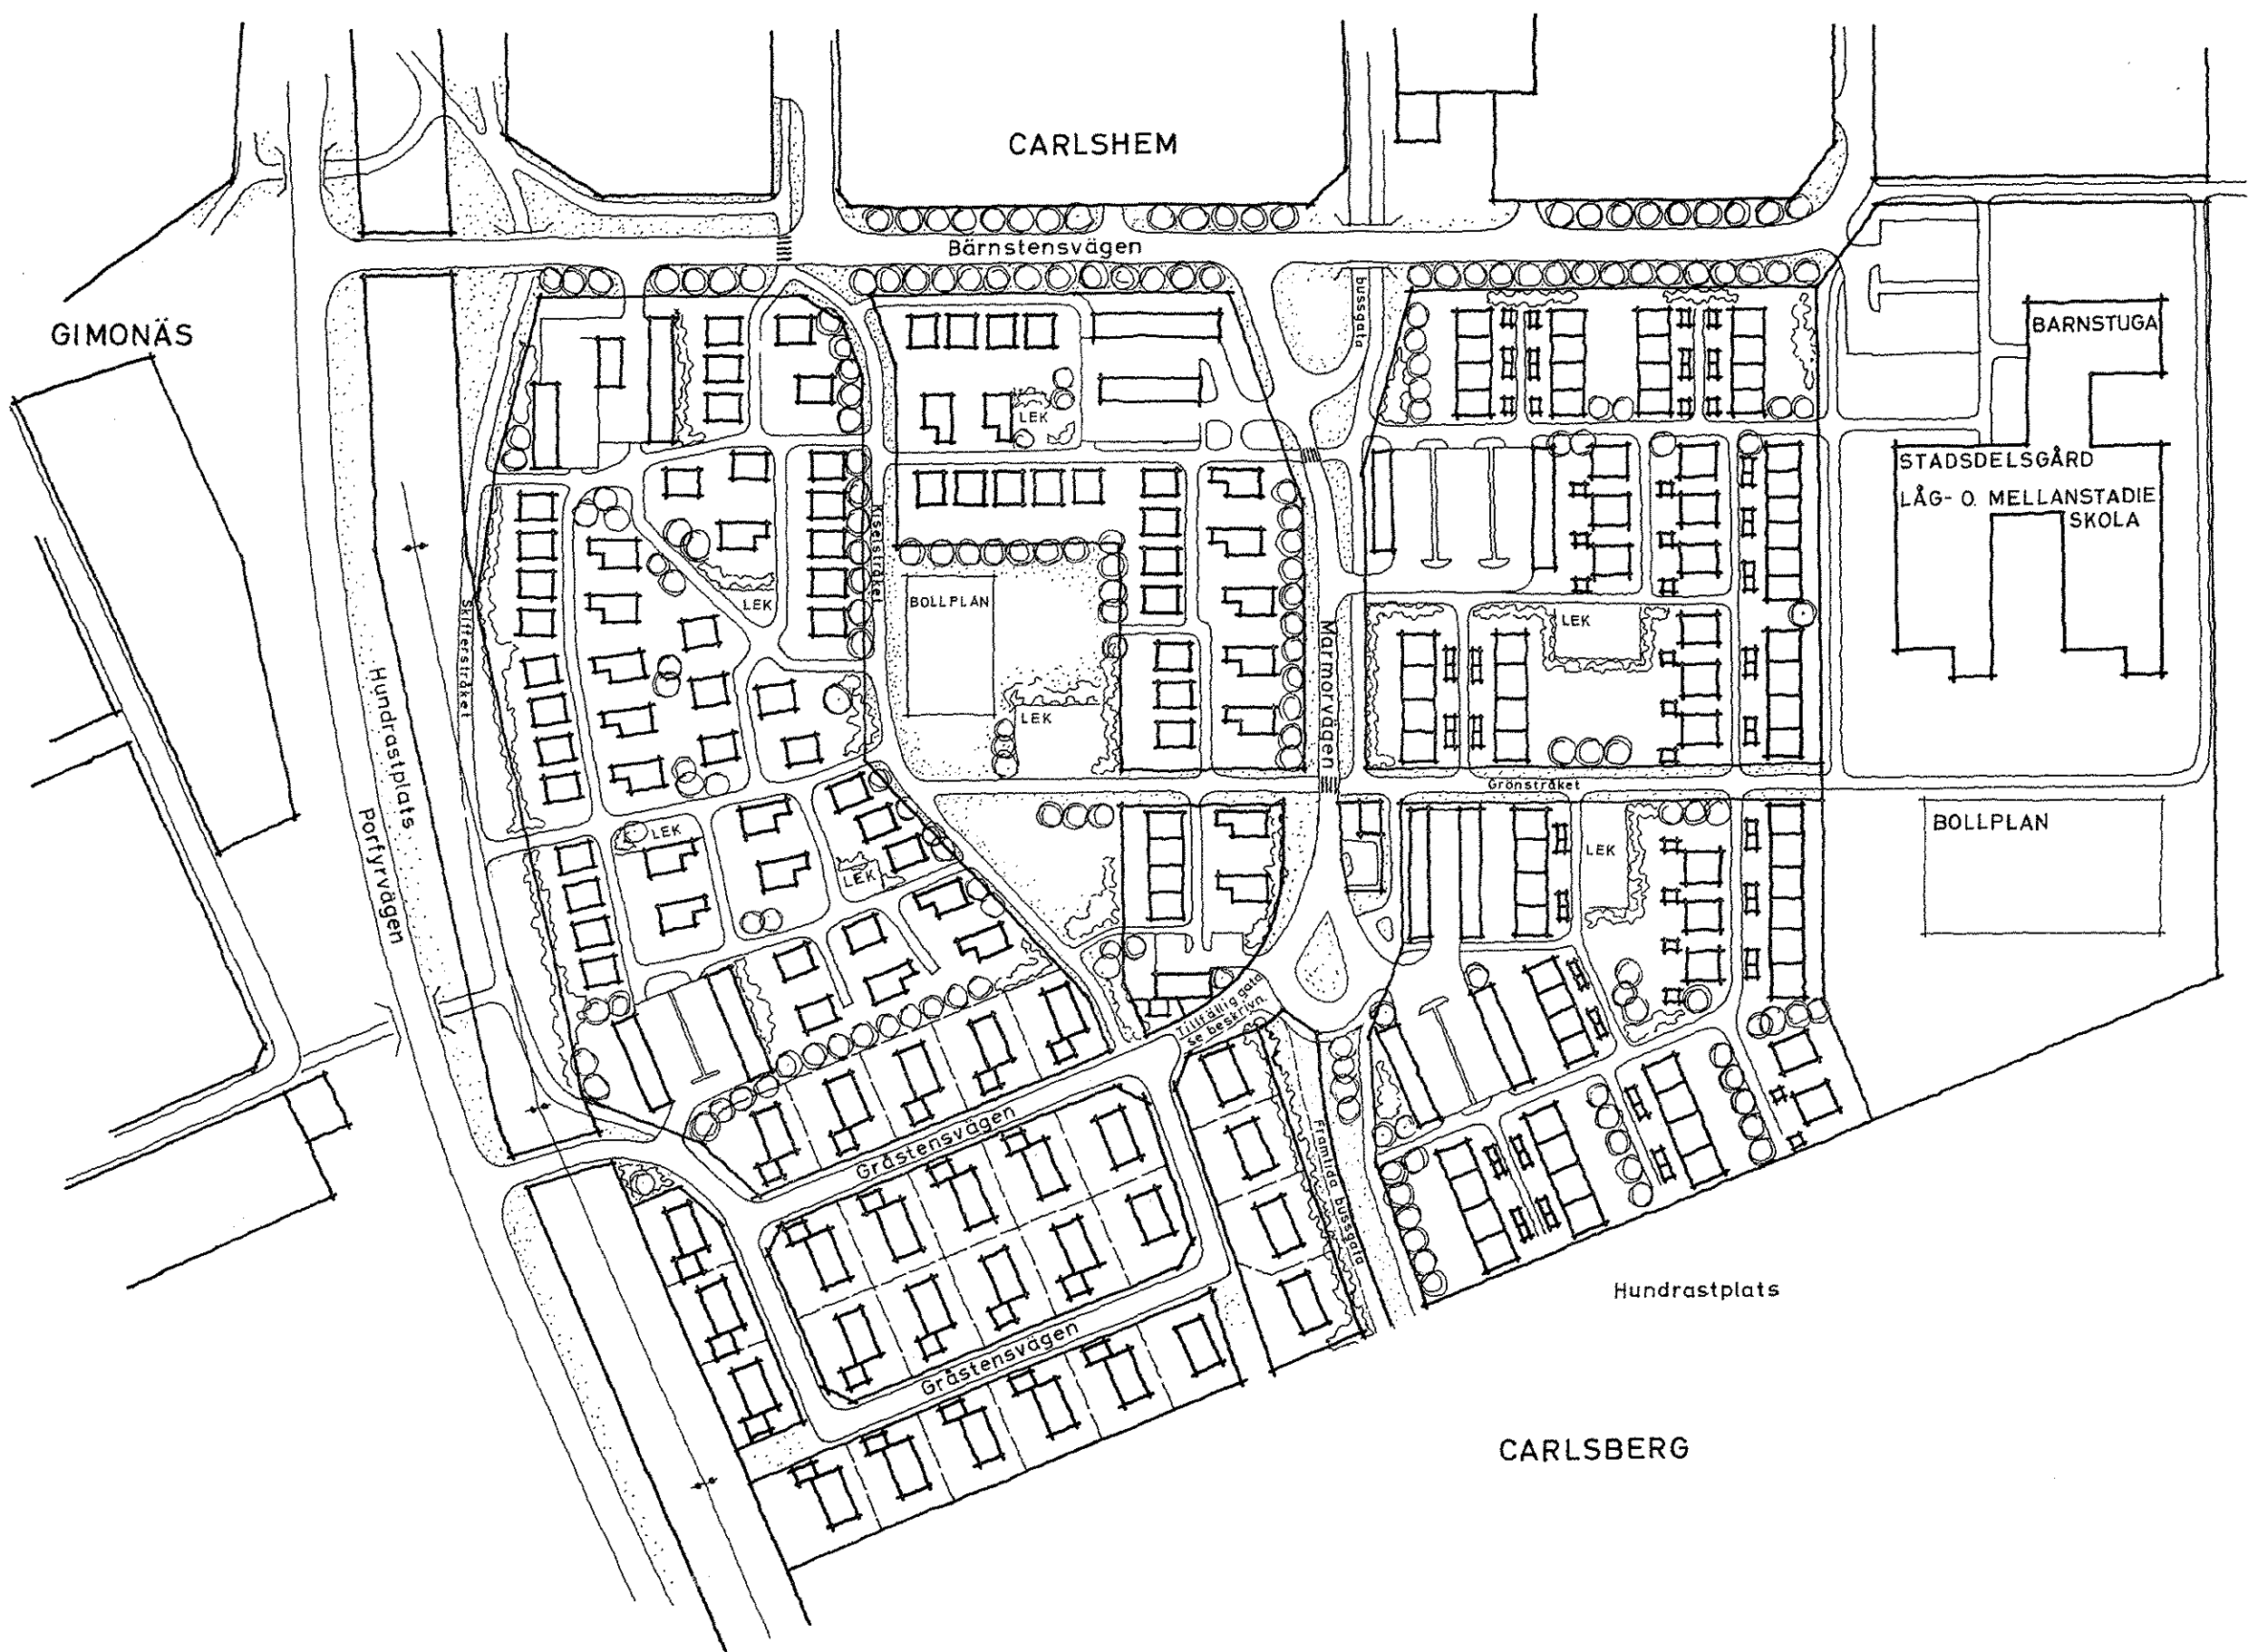 CARLSHEM
Bärnstensvägen
bussgata
GIMONÄS
BARNSTUGA
LEK
STADSDELSGÅRD
LÅG- O. MELLANSTADIE
SKOLA
Kiselstråket
BOLLPLAN
LEK
LEK
Skifferstråket
Marmorvägen
Hundrastplats
LEK
Grönstråket
Porfyrvägen
LEK
LEK
LEK
BOLLPLAN
Tillfällig gata
se beskrivn.
Gråstensvägen
Framtida bussgata
Hundrastplats
Gråstensvägen
CARLSBERG